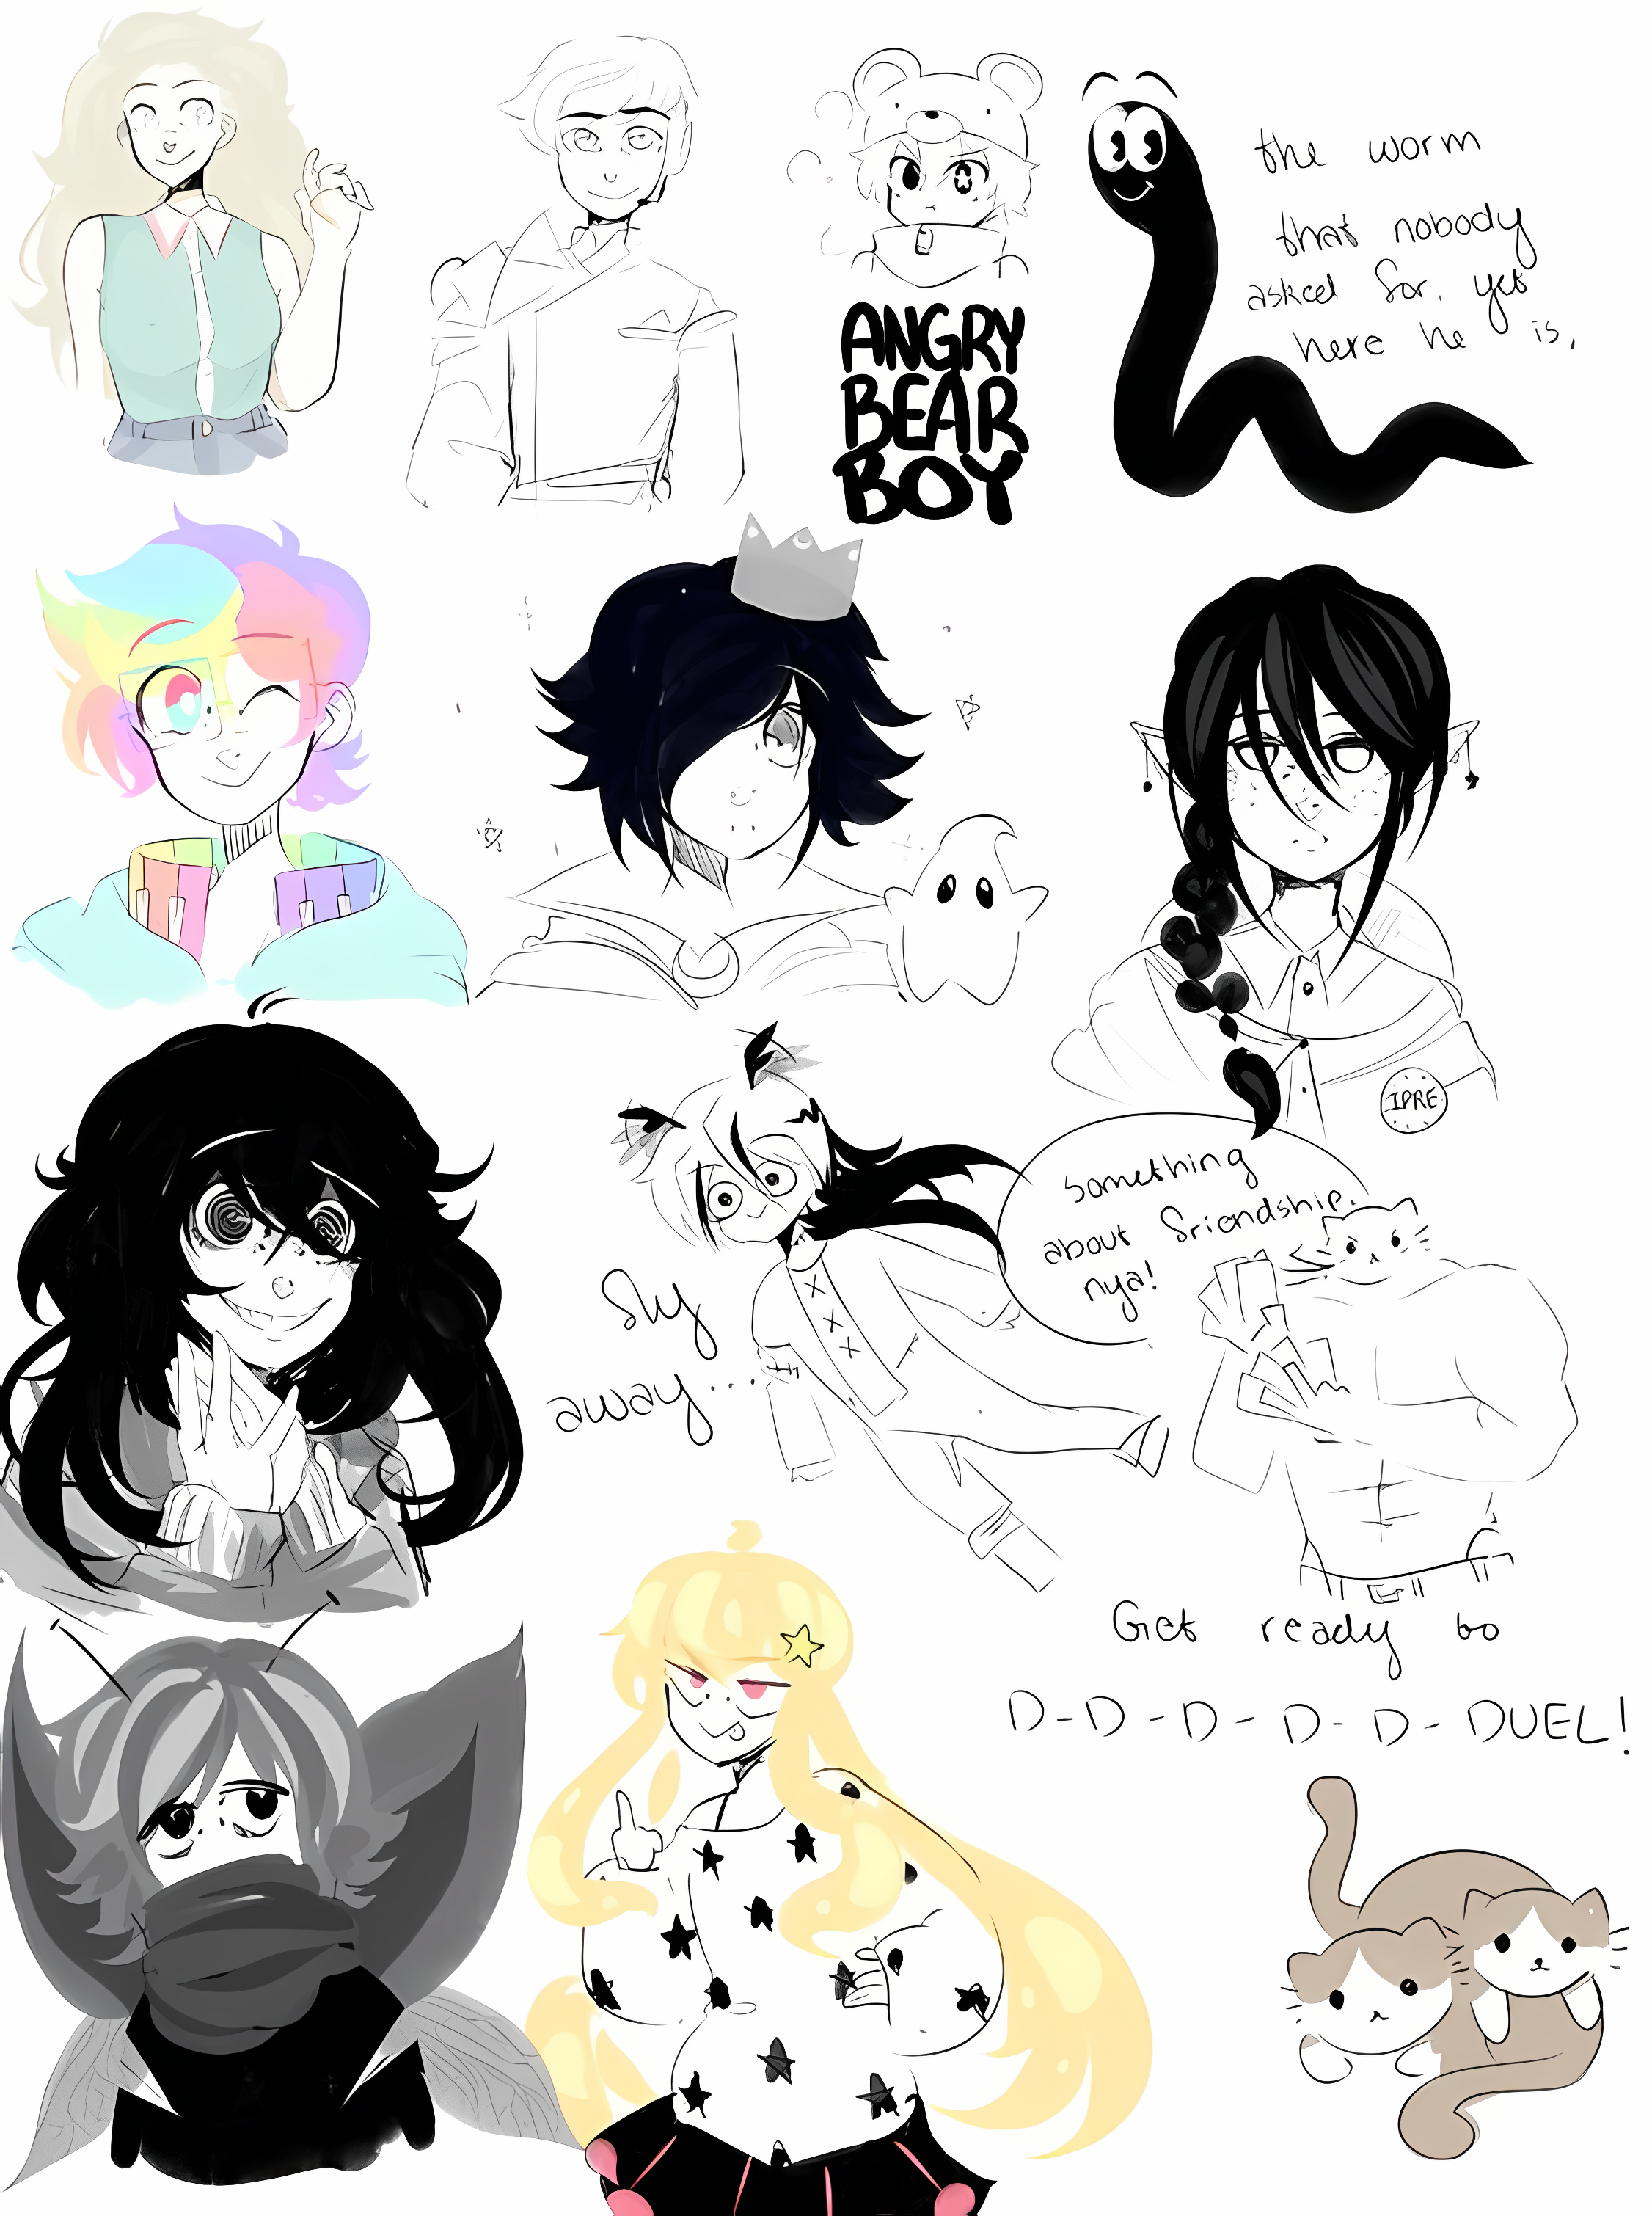 the worm
that nobody
asked for. yet
here he is.
ANGRY
BEAR
BOY
IPRE
something
about friendship.
nya!
fly
away...
Get ready to
D-D-D-D-D-DUEL!